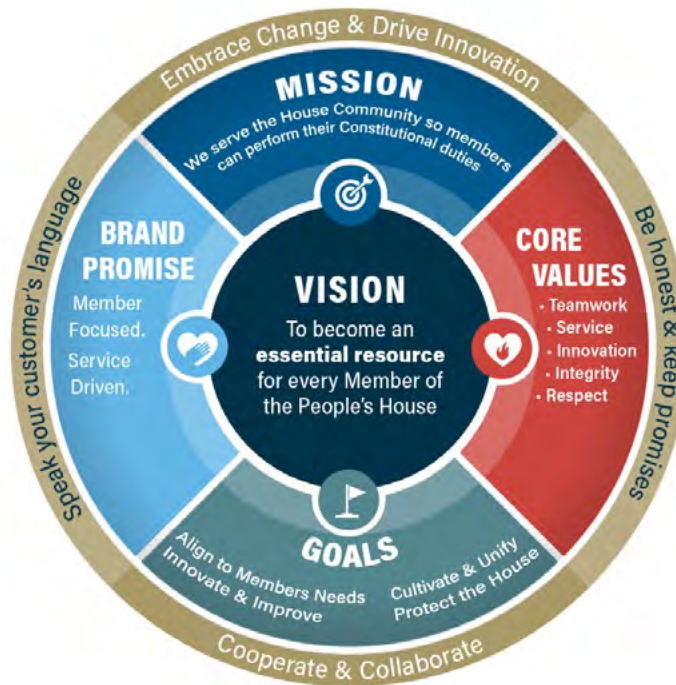 Embrace Change & Drive Innovation
MISSION
We serve the House Community so members
can perform their Constitutional duties
Speak your customer's language
BRAND
PROMISE
Member
Focused.
Service
Driven.
VISION
To become an
essential resource
for every Member of
the People's House
CORE
VALUES
• Teamwork
• Service
• Innovation
• Integrity
• Respect
Be honest & keep promises
GOALS
Align to Members Needs
Innovate & Improve
Cultivate & Unify
Protect the House
Cooperate & Collaborate